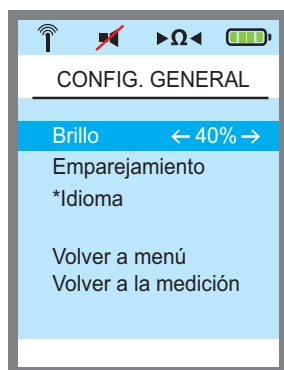 ►Ω◄
CONFIG. GENERAL
Brillo ←40%→
Emparejamiento
*Idioma
Volver a menú
Volver a la medición